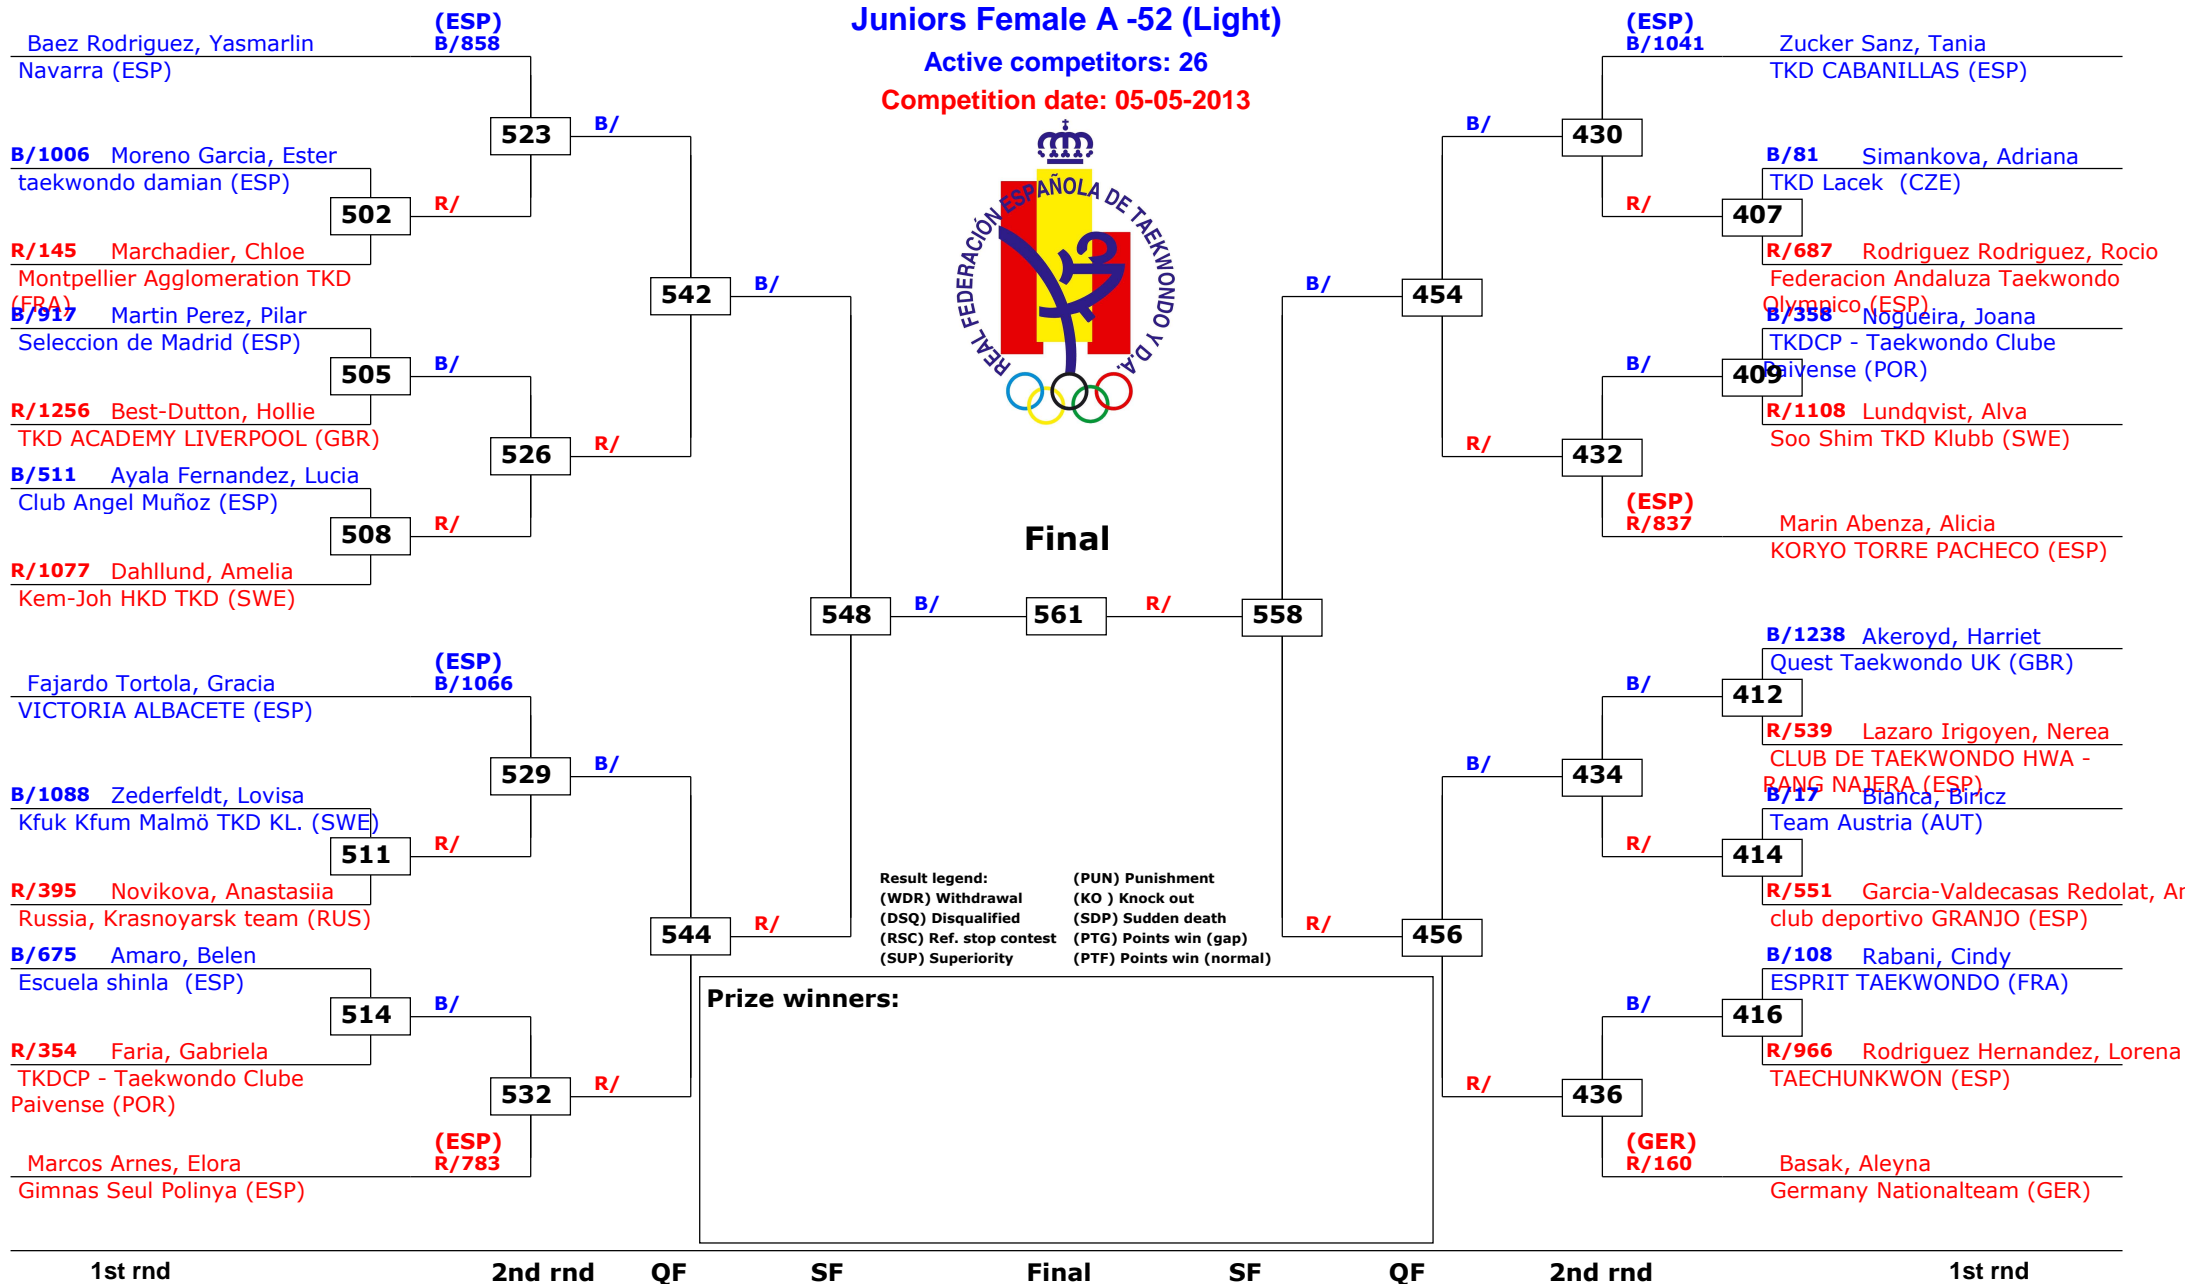 Juniors Female A -52 (Light)
Active competitors: 26
Competition date: 05-05-2013
REAL FEDERACIÓN ESPAÑOLA DE TAEKWONDO Y D.A.
(ESP)
Baez Rodriguez, Yasmarlin B/858
Navarra (ESP)
523
B/
B/1006 Moreno Garcia, Ester
taekwondo damian (ESP)
502
R/
R/145 Marchadier, Chloe
Montpellier Agglomeration TKD
(FRA)
542
B/
B/917 Martin Perez, Pilar
Seleccion de Madrid (ESP)
505
B/
R/1256 Best-Dutton, Hollie
TKD ACADEMY LIVERPOOL (GBR)
526
R/
B/511 Ayala Fernandez, Lucia
Club Angel Muñoz (ESP)
508
R/
R/1077 Dahllund, Amelia
Kem-Joh HKD TKD (SWE)
548
B/
(ESP)
Fajardo Tortola, Gracia B/1066
VICTORIA ALBACETE (ESP)
529
B/
B/1088 Zederfeldt, Lovisa
Kfuk Kfum Malmö TKD KL. (SWE)
511
R/
R/395 Novikova, Anastasiia
Russia, Krasnoyarsk team (RUS)
544
R/
B/675 Amaro, Belen
Escuela shinla (ESP)
514
B/
R/354 Faria, Gabriela
TKDCP - Taekwondo Clube
Paivense (POR)
532
R/
(ESP)
Marcos Arnes, Elora R/783
Gimnas Seul Polinya (ESP)
Final
561
R/
558
(ESP)
B/1041 Zucker Sanz, Tania
TKD CABANILLAS (ESP)
B/
430
B/81 Simankova, Adriana
TKD Lacek (CZE)
R/
407
R/687 Rodriguez Rodriguez, Rocio
Federacion Andaluza Taekwondo
Olympico (ESP)
B/
454
B/358 Nogueira, Joana
TKDCP - Taekwondo Clube
Paivense (POR)
B/
409
R/1108 Lundqvist, Alva
Soo Shim TKD Klubb (SWE)
R/
432
(ESP)
R/837 Marin Abenza, Alicia
KORYO TORRE PACHECO (ESP)
B/1238 Akeroyd, Harriet
Quest Taekwondo UK (GBR)
B/
412
R/539 Lazaro Irigoyen, Nerea
CLUB DE TAEKWONDO HWA -
RANG NAJERA (ESP)
B/
434
B/17 Bianca, Biricz
Team Austria (AUT)
R/
414
R/551 Garcia-Valdecasas Redolat, Ar
club deportivo GRANJO (ESP)
R/
456
B/108 Rabani, Cindy
ESPRIT TAEKWONDO (FRA)
B/
416
R/966 Rodriguez Hernandez, Lorena
TAECHUNKWON (ESP)
R/
436
(GER)
R/160 Basak, Aleyna
Germany Nationalteam (GER)
Result legend: (PUN) Punishment
(WDR) Withdrawal (KO ) Knock out
(DSQ) Disqualified (SDP) Sudden death
(RSC) Ref. stop contest (PTG) Points win (gap)
(SUP) Superiority (PTF) Points win (normal)
Prize winners:
1st rnd 2nd rnd QF SF Final SF QF 2nd rnd 1st rnd